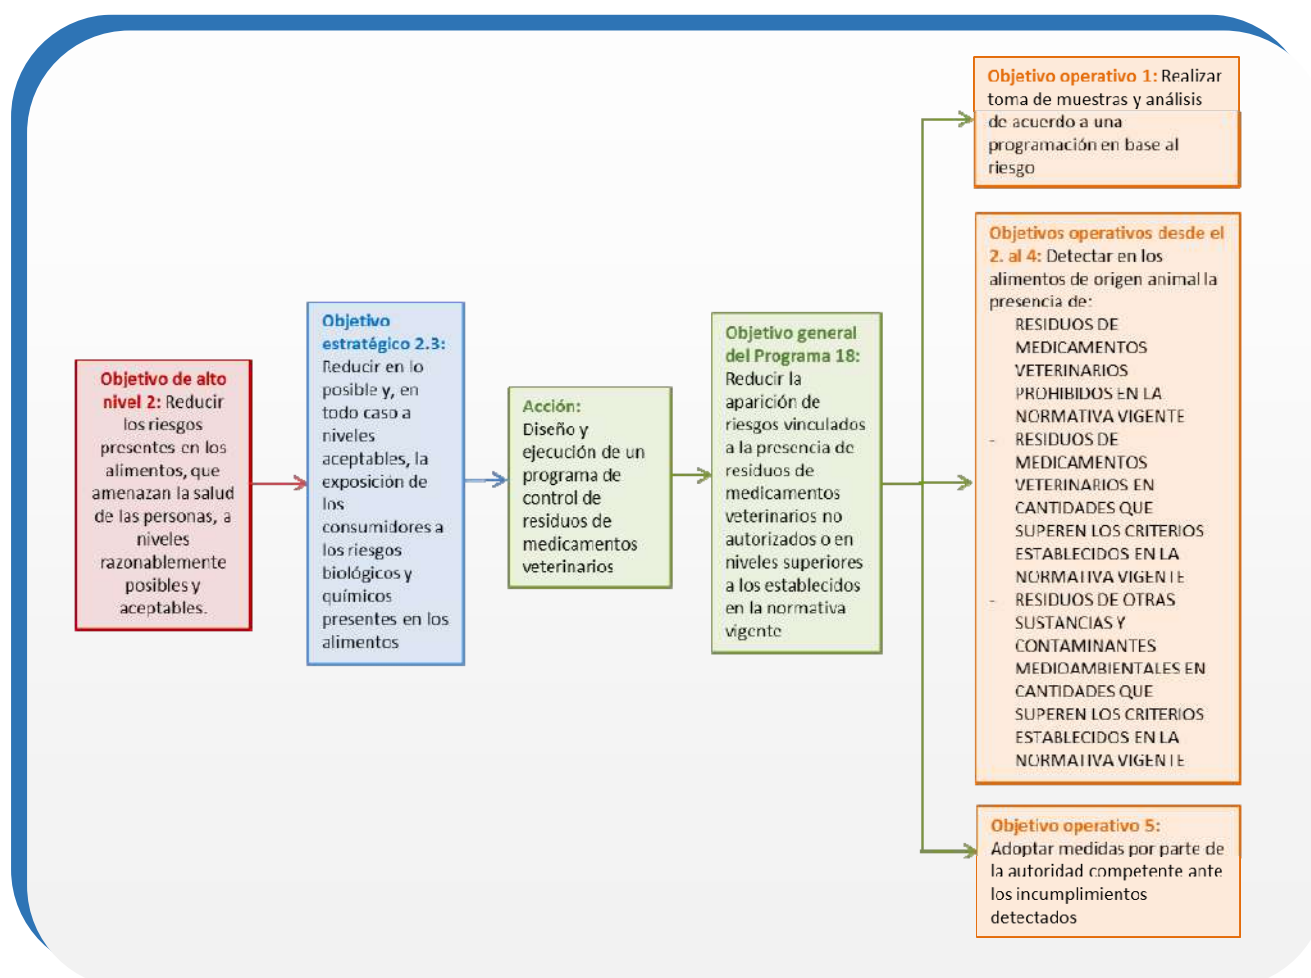 Objetivo de alto
nivel 2: Reducir
los riesgos
presentes en los
alimentos, que
amenazan la salud
de las personas, a
niveles
razonablemente
posibles y
aceptables.
Objetivo
estratégico 2.3:
Reducir en lo
posible y, en
todo caso a
niveles
aceptables, la
exposición de
los
consumidores a
los riesgos
biológicos y
químicos
presentes en los
alimentos
Acción:
Diseño y
ejecución de un
programa de
control de
residuos de
medicamentos
veterinarios
Objetivo general
del Programa 18:
Reducir la
aparición de
riesgos vinculados
a la presencia de
residuos de
medicamentos
veterinarios no
autorizados o en
niveles superiores
a los establecidos
en la normativa
vigente
Objetivo operativo 1: Realizar
toma de muestras y análisis
de acuerdo a una
programación en base al
riesgo
Objetivos operativos desde el
2. al 4: Detectar en los
alimentos de origen animal la
presencia de:
RESIDUOS DE
MEDICAMENTOS
VETERINARIOS
PROHIBIDOS EN LA
NORMATIVA VIGENTE
- RESIDUOS DE
MEDICAMENTOS
VETERINARIOS EN
CANTIDADES QUE
SUPEREN LOS CRITERIOS
ESTABLECIDOS EN LA
NORMATIVA VIGENTE
- RESIDUOS DE OTRAS
SUSTANCIAS Y
CONTAMINANTES
MEDIOAMBIENTALES EN
CANTIDADES QUE
SUPEREN LOS CRITERIOS
ESTABLECIDOS EN LA
NORMATIVA VIGENTE
Objetivo operativo 5:
Adoptar medidas por parte de
la autoridad competente ante
los incumplimientos
detectados